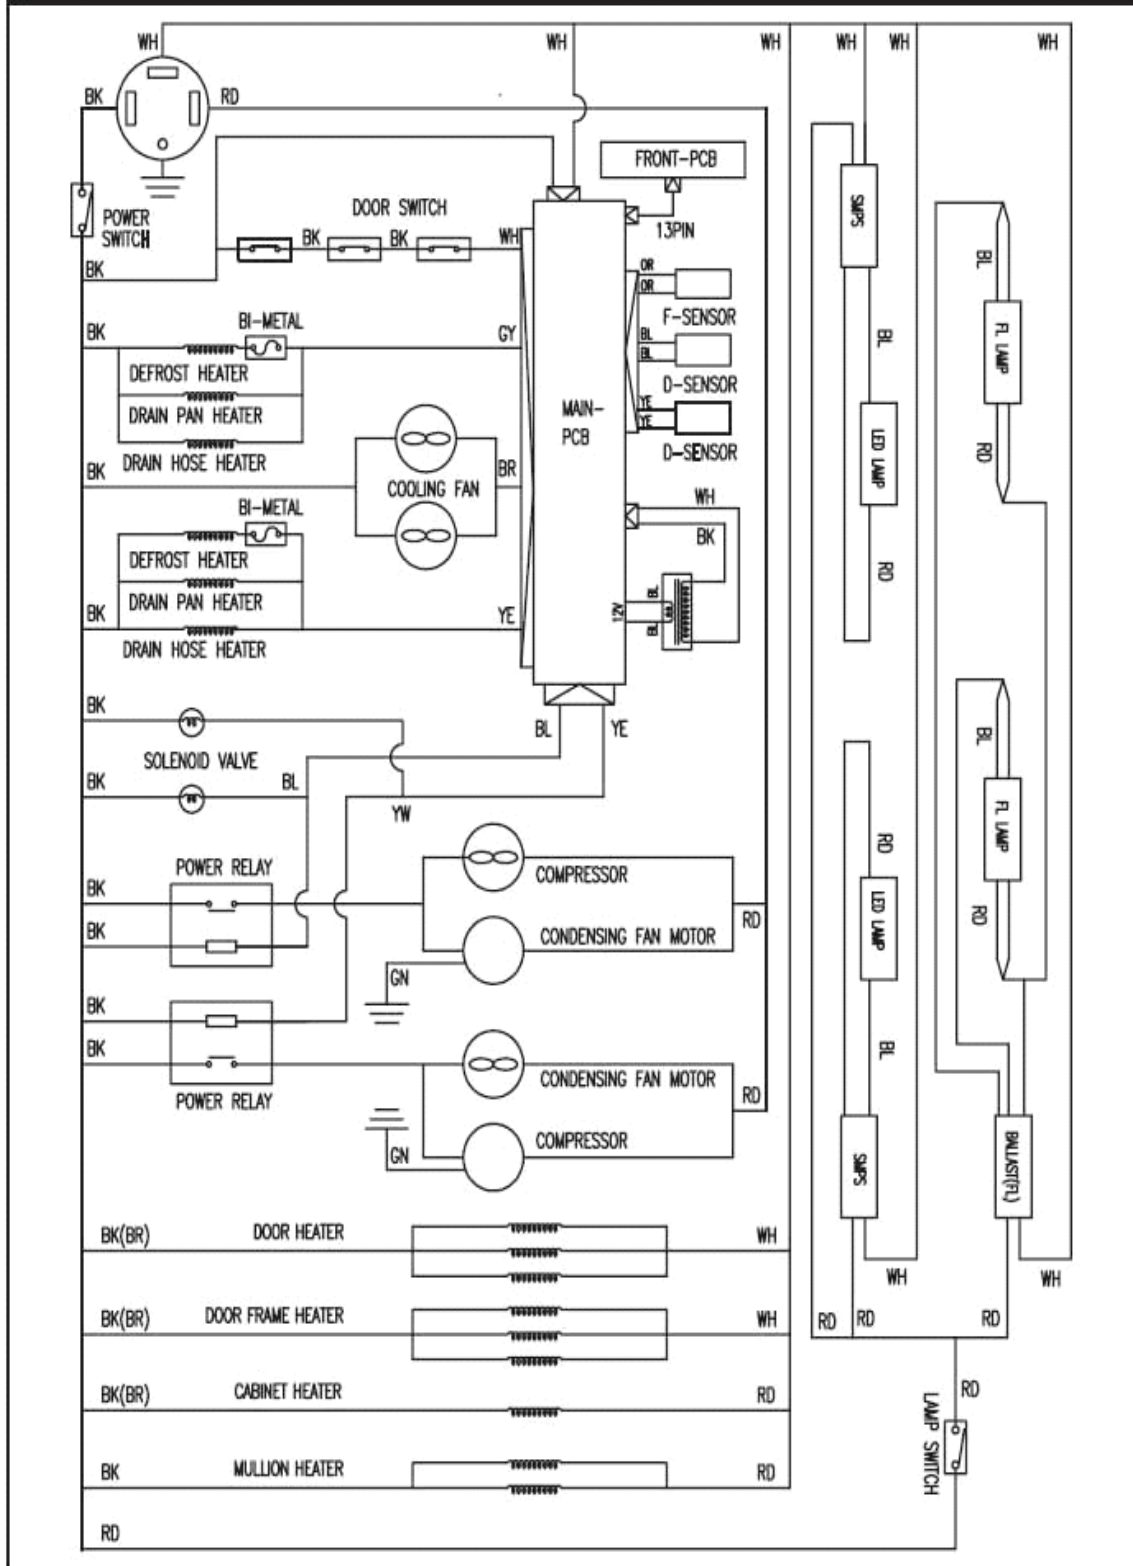 WH
WH
WH
WH
WH
WH
BK
RD
POWER
SWITCH
DOOR SWITCH
FRONT-PCB
13PIN
BK
BK
BK
WH
SMPS
OR
OR
F-SENSOR
BL
BL
D-SENSOR
YE
YE
D-SENSOR
BK
BI-METAL
GY
DEFROST HEATER
DRAIN PAN HEATER
DRAIN HOSE HEATER
MAIN-
PCB
BK
COOLING FAN
BR
BI-METAL
DEFROST HEATER
DRAIN PAN HEATER
BK
YE
DRAIN HOSE HEATER
WH
BK
12V
BL
BL
BL
LED LAMP
RD
BL
FL LAMP
RD
BK
SOLENOID VALVE
BK
BL
BL
YE
YW
POWER RELAY
BK
BK
COMPRESSOR
CONDENSING FAN MOTOR
RD
GN
BK
BK
POWER RELAY
CONDENSING FAN MOTOR
RD
COMPRESSOR
GN
RD
LED LAMP
BL
SMPS
BL
FL LAMP
RD
BALLAST(FL)
BK(BR)
DOOR HEATER
WH
BK(BR)
DOOR FRAME HEATER
WH
BK(BR)
CABINET HEATER
RD
BK
MULLION HEATER
RD
RD
WH
WH
RD
RD
RD
RD
LAMP SWITCH